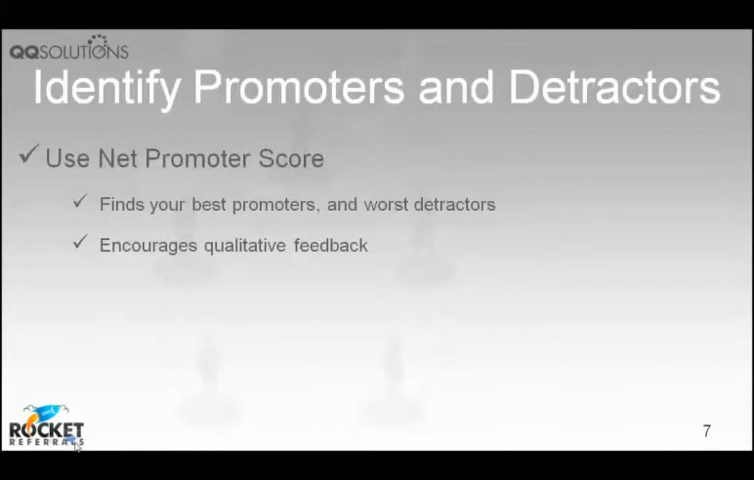 QQSOLUTIONS
Identify Promoters and Detractors
Use Net Promoter Score
Finds your best promoters, and worst detractors
Encourages qualitative feedback
ROCKET
REFERRALS
7